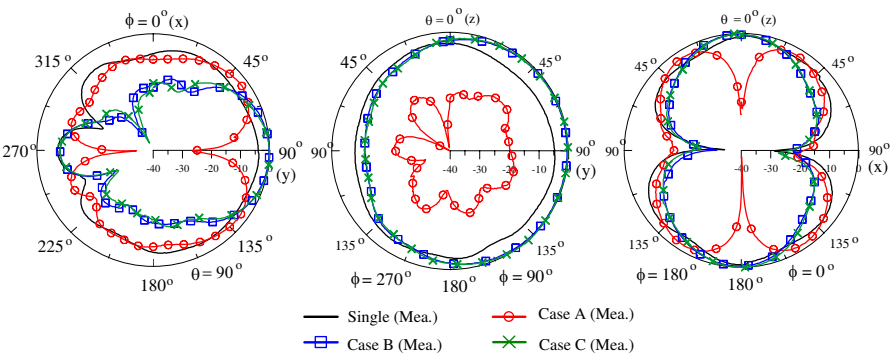 ϕ = 0° (x)
315° 45°
270° -40 -30 -20 -10 90°
(y)
225° 135°
180° θ = 90°
θ = 0° (z)
45° 45°
90° -40 -30 -20 -10 90°
(y)
135° 135°
ϕ = 270° 180° ϕ = 90°
θ = 0° (z)
45° 45°
90° -40 -30 -20 -10 0 90°
(x)
135° 135°
ϕ = 180° 180° ϕ = 0°
Single (Mea.) Case A (Mea.)
Case B (Mea.) Case C (Mea.)